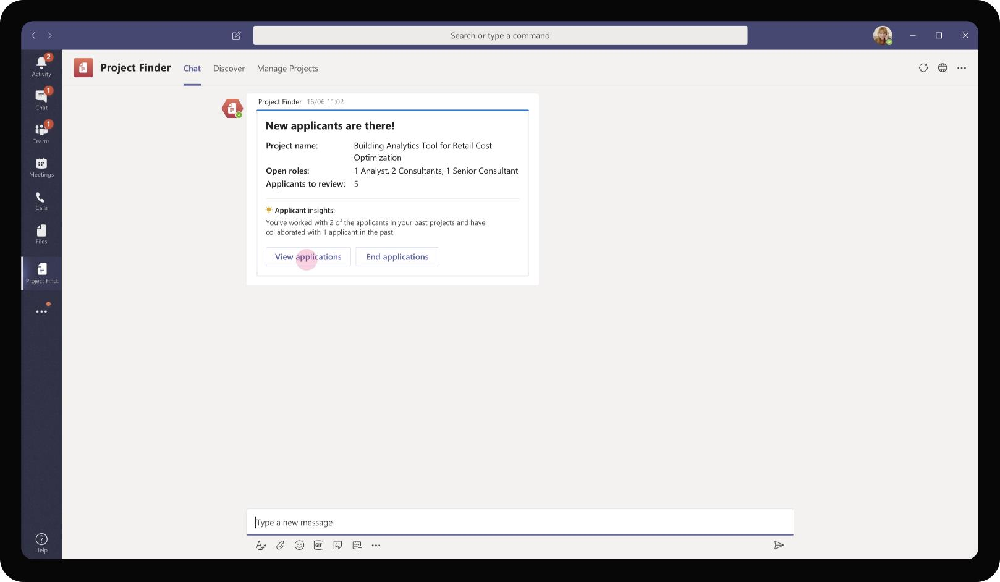 Search or type a command
2
Activity
1
Chat
1
Teams
Meetings
Calls
Files
Project Find..
Help
Project Finder Chat Discover Manage Projects
Project Finder 16/06 11:02
New applicants are there!
Project name: Building Analytics Tool for Retail Cost
Optimization
Open roles: 1 Analyst, 2 Consultants, 1 Senior Consultant
Applicants to review: 5
Applicant insights:
You've worked with 2 of the applicants in your past projects and have
collaborated with 1 applicant in the past
View applications End applications
Type a new message
GIF